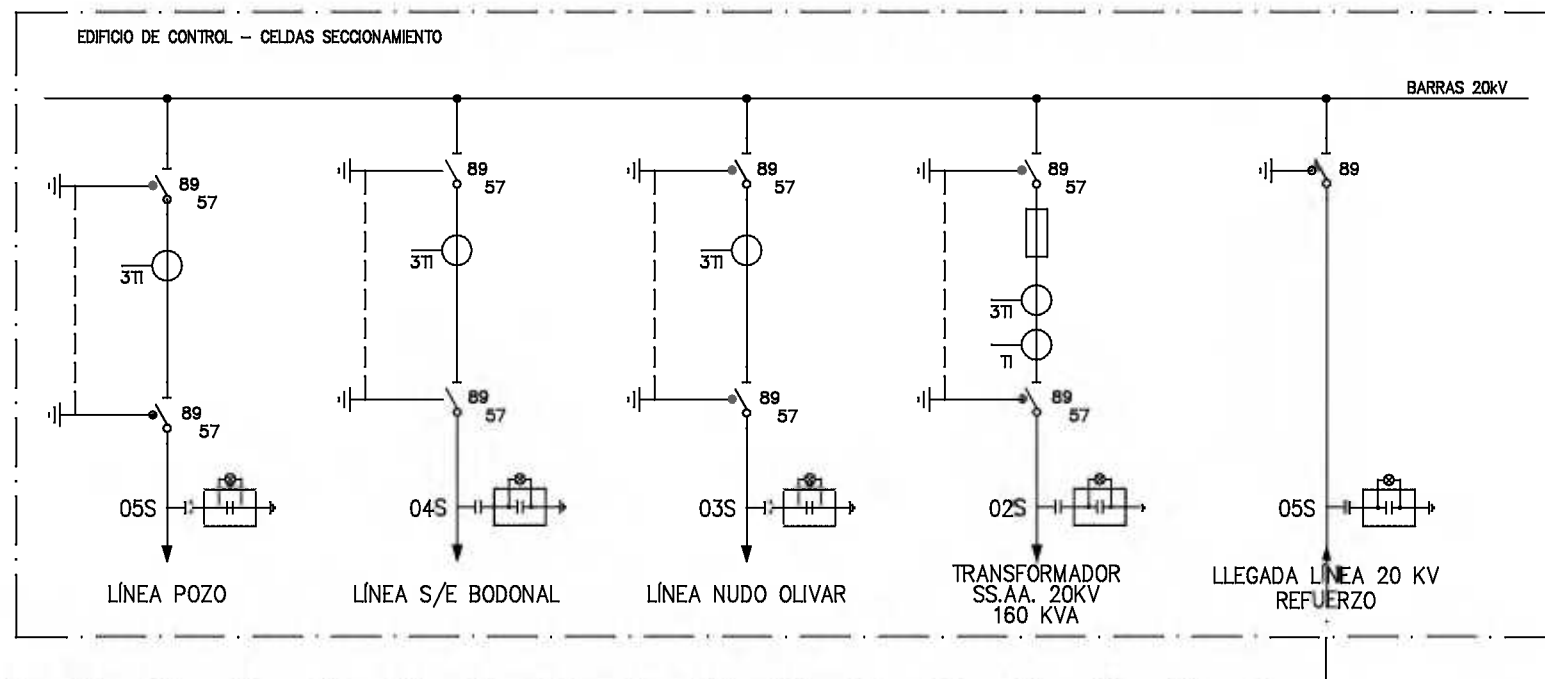 EDIFICIO DE CONTROL – CELDAS SECCIONAMIENTO
BARRAS 20kV
89
57
3TI
89
57
05S
LÍNEA POZO
89
57
3TI
89
57
04S
LÍNEA S/E BODONAL
89
57
3TI
89
57
03S
LÍNEA NUDO OLIVAR
89
57
3TI
TI
89
57
02S
TRANSFORMADOR
SS.AA. 20KV
160 KVA
89
05S
LLEGADA LÍNEA 20 KV
REFUERZO